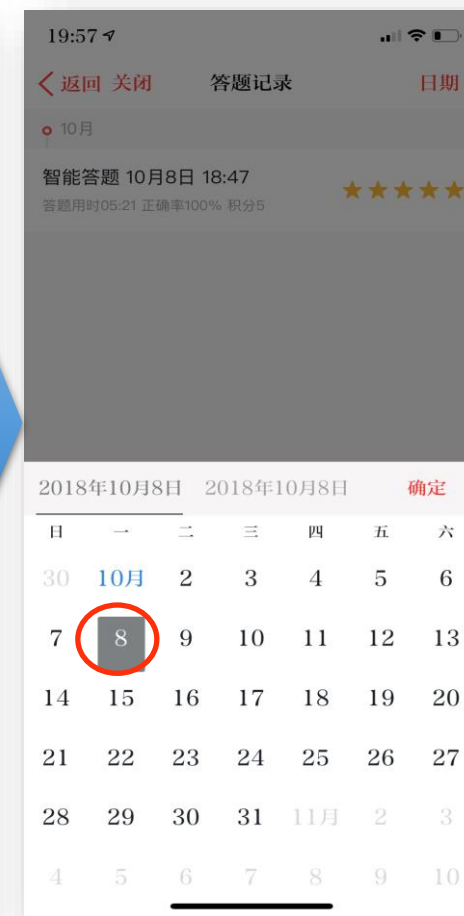 19:57
返回 关闭 答题记录 日期
10月
智能答题 10月8日 18:47
答题用时05:21 正确率100% 积分5
2018年10月8日 2018年10月8日 确定
日 一 二 三 四 五 六
30 10月 2 3 4 5 6
7 8 9 10 11 12 13
14 15 16 17 18 19 20
21 22 23 24 25 26 27
28 29 30 31 11月 2 3
4 5 6 7 8 9 10